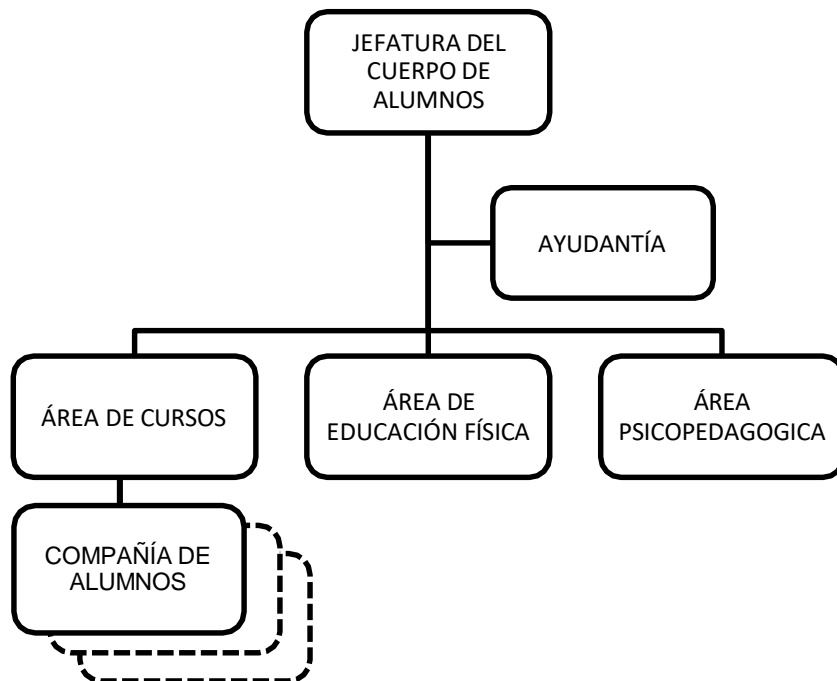 JEFATURA DEL
CUERPO DE
ALUMNOS
AYUDANTÍA
ÁREA DE CURSOS
ÁREA DE
EDUCACIÓN FÍSICA
ÁREA
PSICOPEDAGOGICA
COMPAÑÍA DE
ALUMNOS